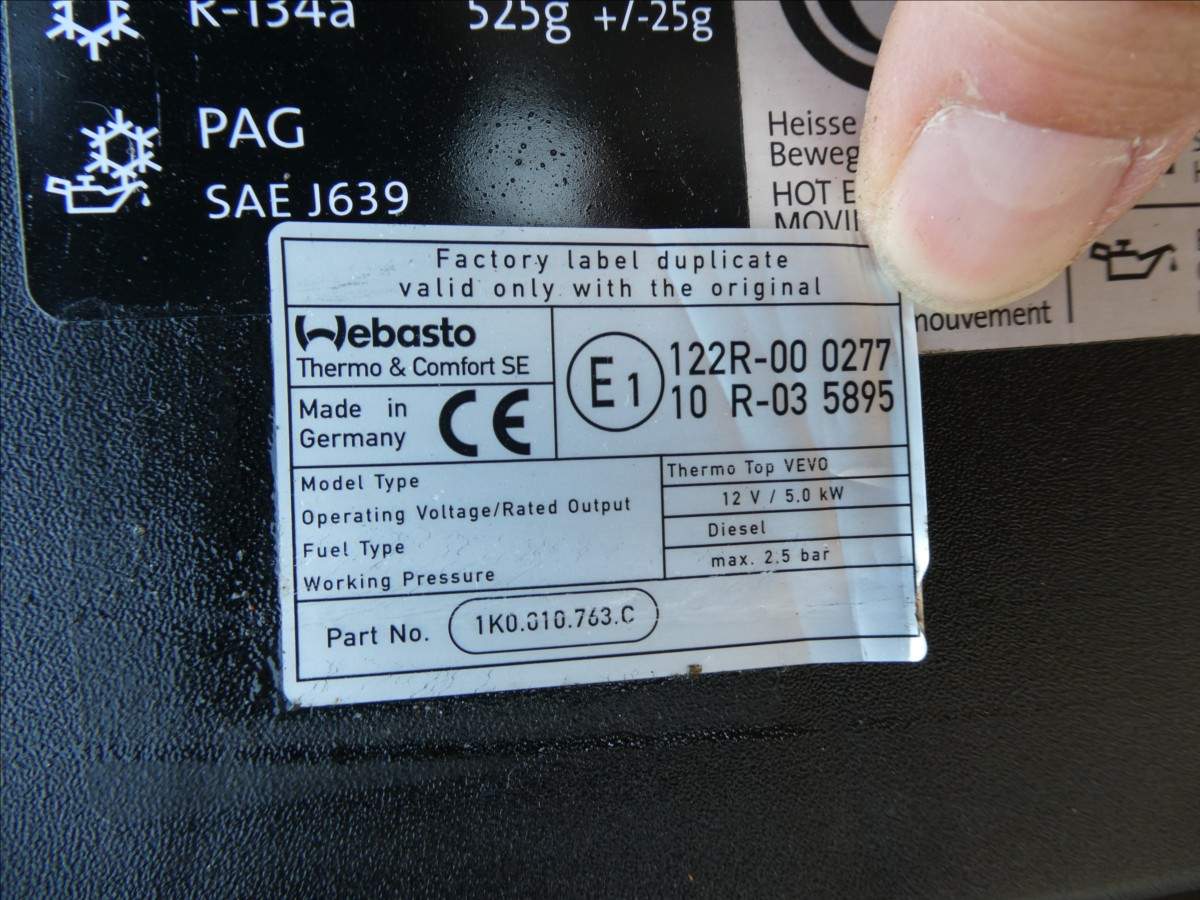 R-134a 525g +/-25g
PAG
SAE J639
Heisse
Beweg
HOT E
MOVI
mouvement
Factory label duplicate
valid only with the original
Webasto
Thermo & Comfort SE
Made in
Germany
CE
E1
122R-00 0277
10 R-03 5895
Model Type Thermo Top VEVO
Operating Voltage/Rated Output 12 V / 5.0 kW
Fuel Type Diesel
Working Pressure max. 2.5 bar
Part No. 1K0.010.763.C